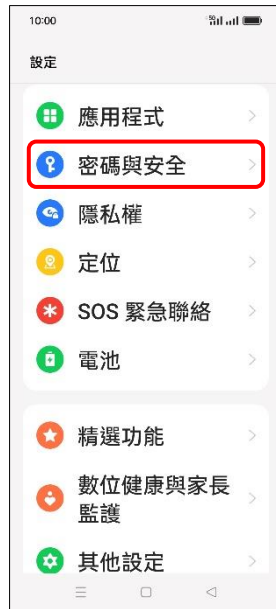 10:00
5G
設定
應用程式
密碼與安全
隱私權
定位
SOS 緊急聯絡
電池
精選功能
數位健康與家長
監護
其他設定